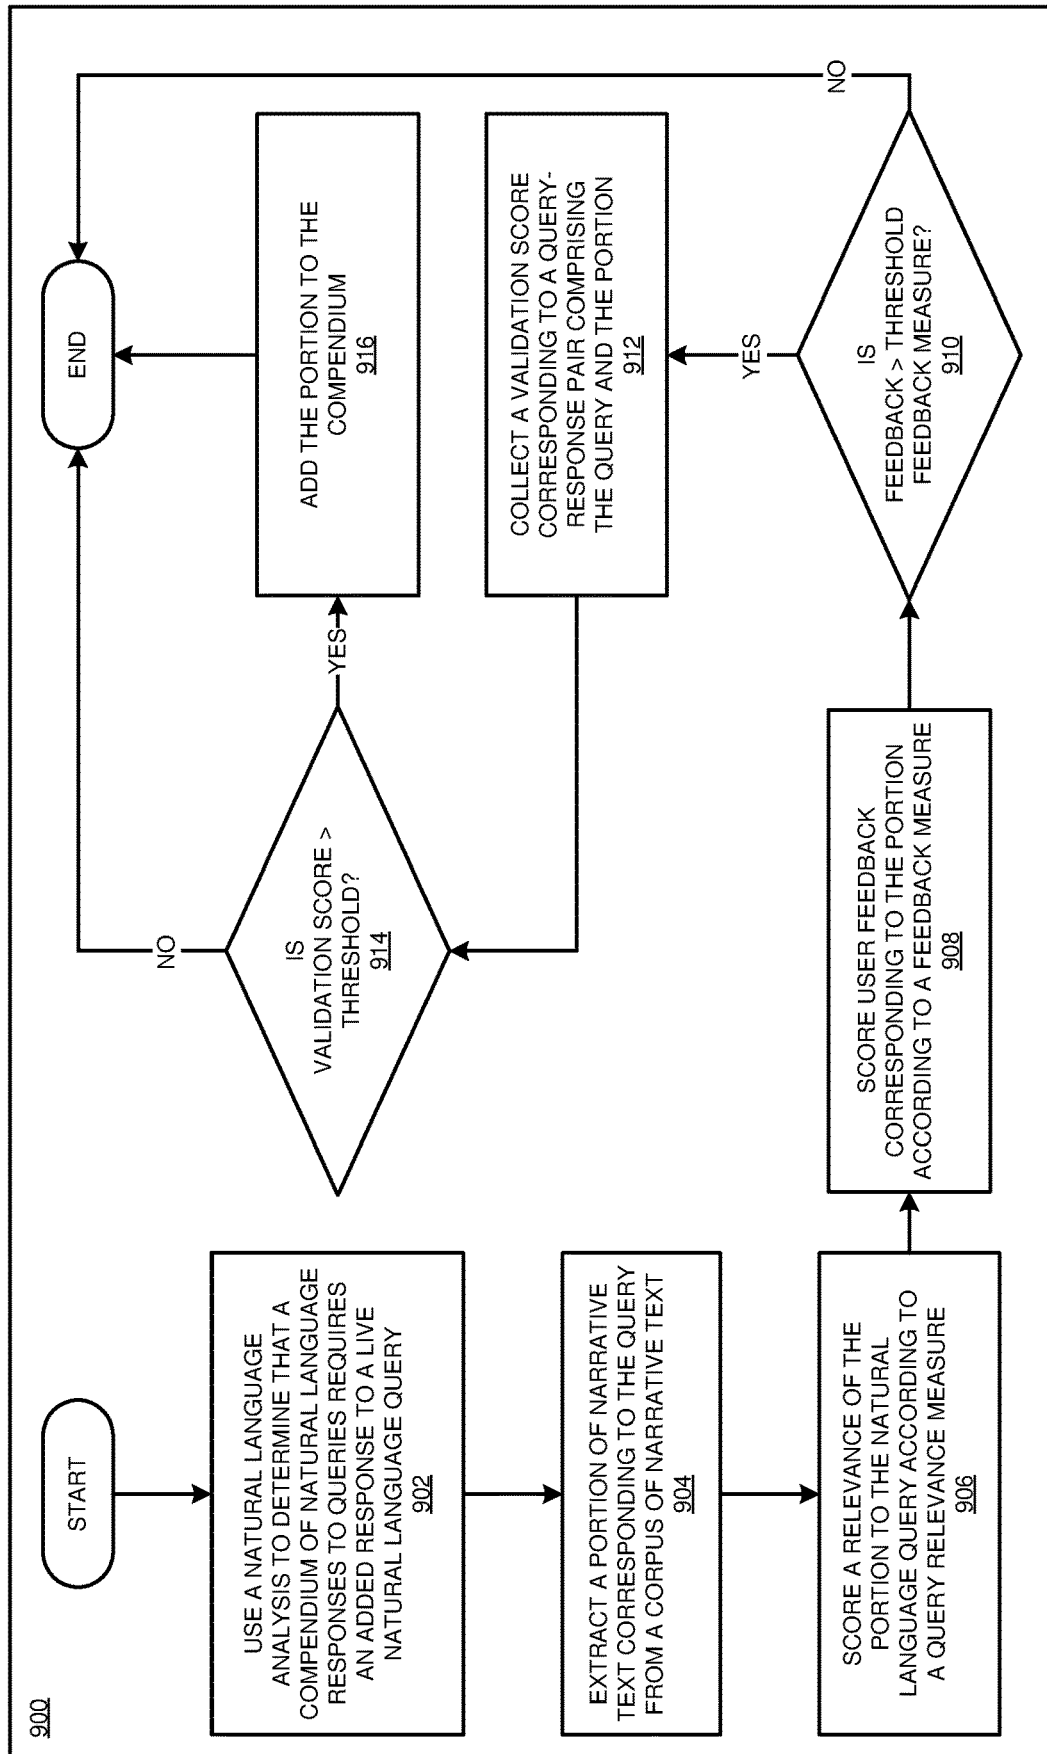 900
START
USE A NATURAL LANGUAGE
ANALYSIS TO DETERMINE THAT A
COMPENDIUM OF NATURAL LANGUAGE
RESPONSES TO QUERIES REQUIRES
AN ADDED RESPONSE TO A LIVE
NATURAL LANGUAGE QUERY
902
EXTRACT A PORTION OF NARRATIVE
TEXT CORRESPONDING TO THE QUERY
FROM A CORPUS OF NARRATIVE TEXT
904
SCORE A RELEVANCE OF THE
PORTION TO THE NATURAL
LANGUAGE QUERY ACCORDING TO
A QUERY RELEVANCE MEASURE
906
SCORE USER FEEDBACK
CORRESPONDING TO THE PORTION
ACCORDING TO A FEEDBACK MEASURE
908
IS
FEEDBACK > THRESHOLD
FEEDBACK MEASURE?
910
NO
YES
COLLECT A VALIDATION SCORE
CORRESPONDING TO A QUERY-
RESPONSE PAIR COMPRISING
THE QUERY AND THE PORTION
912
IS
VALIDATION SCORE >
THRESHOLD?
914
NO
YES
ADD THE PORTION TO THE
COMPENDIUM
916
END